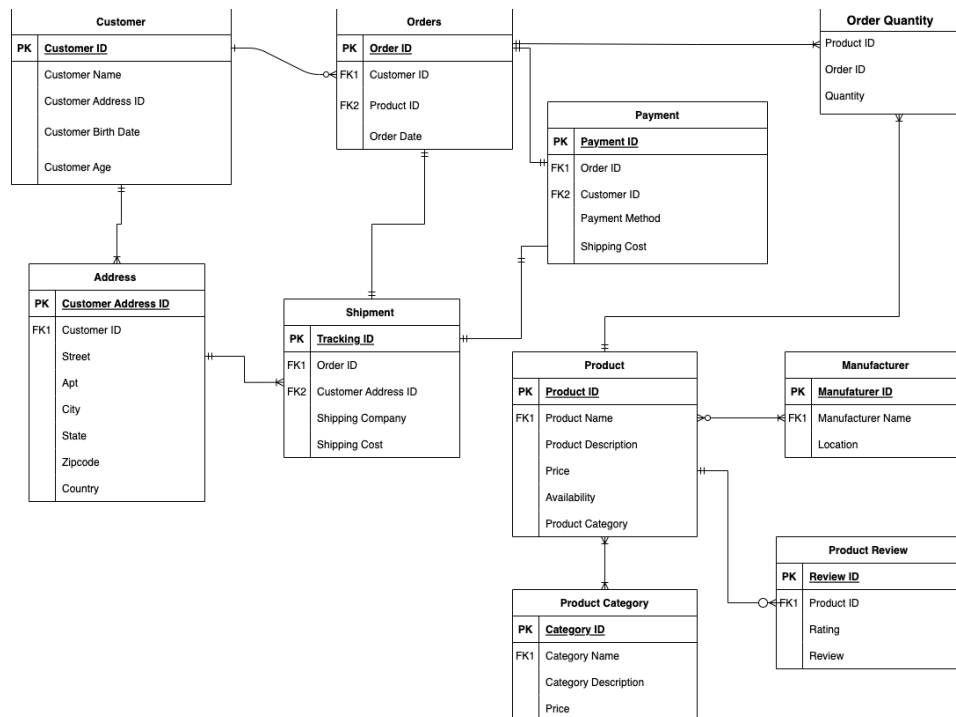 Customer
PK Customer ID
Customer Name
Customer Address ID
Customer Birth Date
Customer Age
Orders
PK Order ID
FK1 Customer ID
FK2 Product ID
Order Date
Order Quantity
Product ID
Order ID
Quantity
Payment
PK Payment ID
FK1 Order ID
FK2 Customer ID
Payment Method
Shipping Cost
Address
PK Customer Address ID
FK1 Customer ID
Street
Apt
City
State
Zipcode
Country
Shipment
PK Tracking ID
FK1 Order ID
FK2 Customer Address ID
Shipping Company
Shipping Cost
Product
PK Product ID
FK1 Product Name
Product Description
Price
Availability
Product Category
Manufacturer
PK Manufaturer ID
FK1 Manufacturer Name
Location
Product Review
PK Review ID
FK1 Product ID
Rating
Review
Product Category
PK Category ID
FK1 Category Name
Category Description
Price